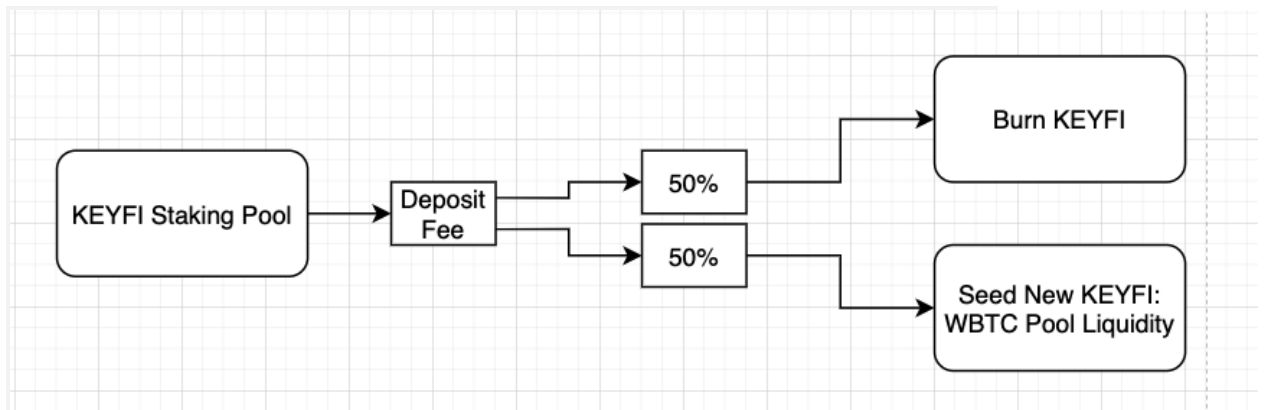 KEYFI Staking Pool
Deposit
Fee
50%
50%
Burn KEYFI
Seed New KEYFI:
WBTC Pool Liquidity